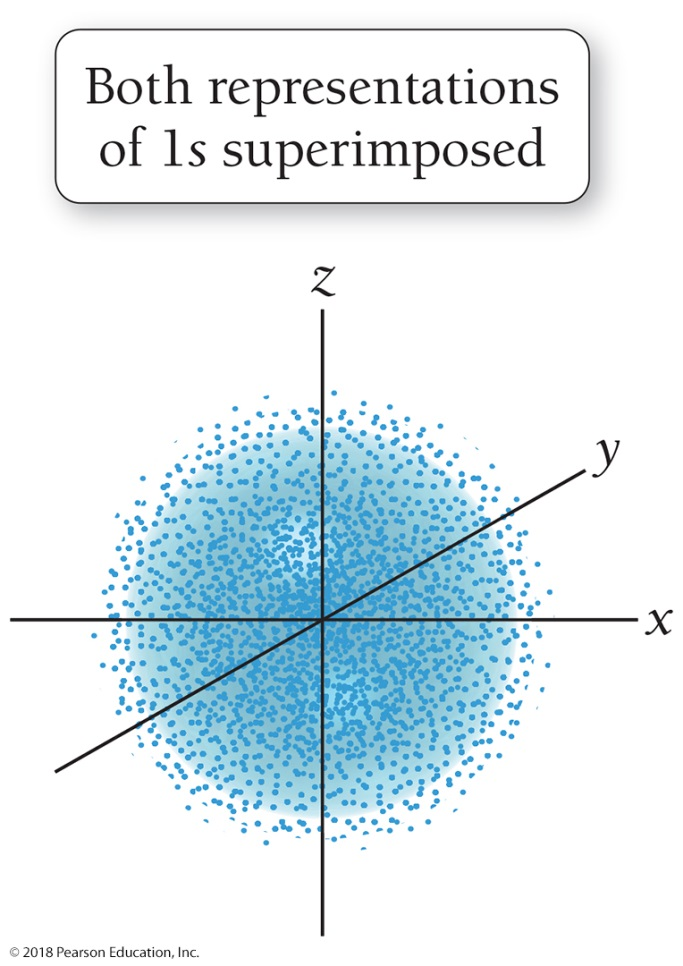 Both representations
of 1s superimposed
z
y
x
© 2018 Pearson Education, Inc.